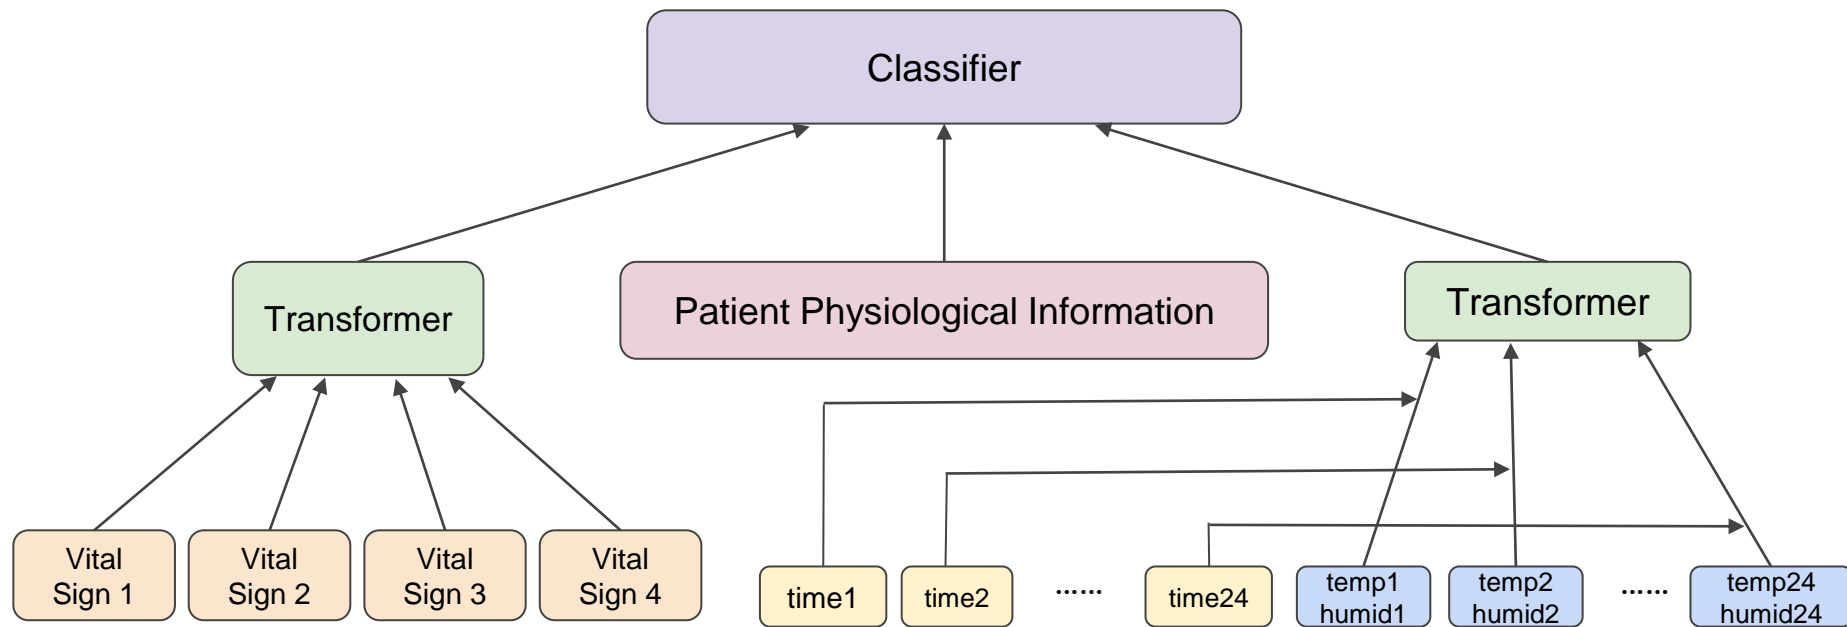 Classifier
Transformer
Patient Physiological Information
Transformer
Vital
Sign 1
Vital
Sign 2
Vital
Sign 3
Vital
Sign 4
time1
time2
......
time24
temp1
humid1
temp2
humid2
......
temp24
humid24